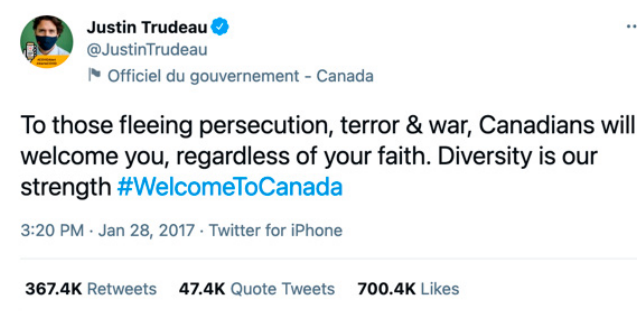 Justin Trudeau
@JustinTrudeau
Officiel du gouvernement - Canada
To those fleeing persecution, terror & war, Canadians will
welcome you, regardless of your faith. Diversity is our
strength #WelcomeToCanada
3:20 PM · Jan 28, 2017 · Twitter for iPhone
367.4K Retweets 47.4K Quote Tweets 700.4K Likes